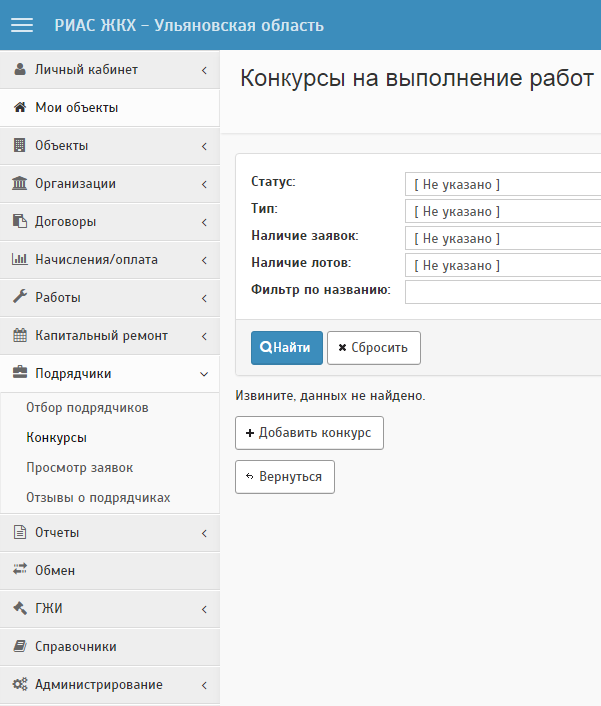 РИАС ЖКХ – Ульяновская область
Личный кабинет
Мои объекты
Объекты
Организации
Договоры
Начисления/оплата
Работы
Капитальный ремонт
Подрядчики
Отбор подрядчиков
Конкурсы
Просмотр заявок
Отзывы о подрядчиках
Отчеты
Обмен
ГЖИ
Справочники
Администрирование
Конкурсы на выполнение работ
Статус: [ Не указано ]
Тип: [ Не указано ]
Наличие заявок: [ Не указано ]
Наличие лотов: [ Не указано ]
Фильтр по названию:
Найти Сбросить
Извините, данных не найдено.
Добавить конкурс
Вернуться